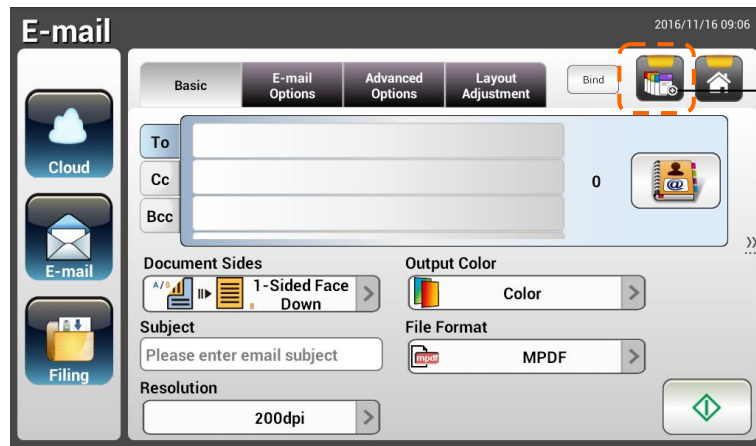 E-mail
2016/11/16 09:06
Basic
E-mail
Options
Advanced
Options
Layout
Adjustment
Bind
Cloud
E-mail
Filing
To
Cc
Bcc
0
@
Document Sides
A/B
1-Sided Face
Down
B
Output Color
Color
Subject
Please enter email subject
File Format
mpdf
MPDF
Resolution
200dpi